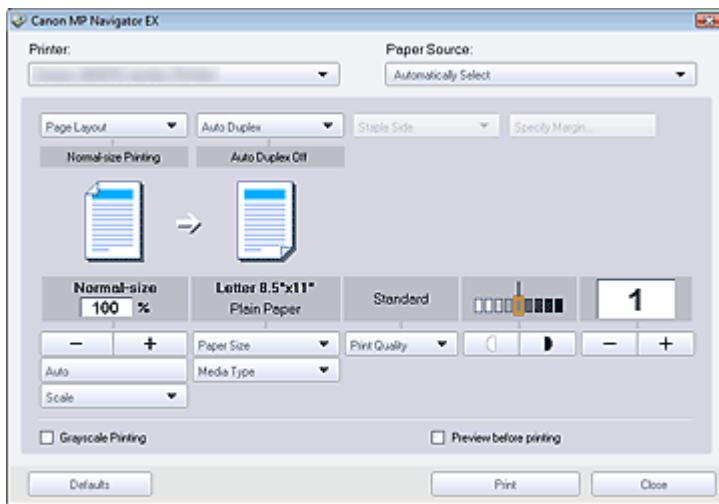 Canon MP Navigator EX
Printer: Paper Source:
Automatically Select
Page Layout Auto Duplex Staple Side Specify Margin...
Normal-size Printing Auto Duplex Off
Normal-size Letter 8.5"x11" Standard 1
100 % Plain Paper
- + Paper Size Print Quality - +
Auto Media Type
Scale
Grayscale Printing Preview before printing
Defaults Print Close